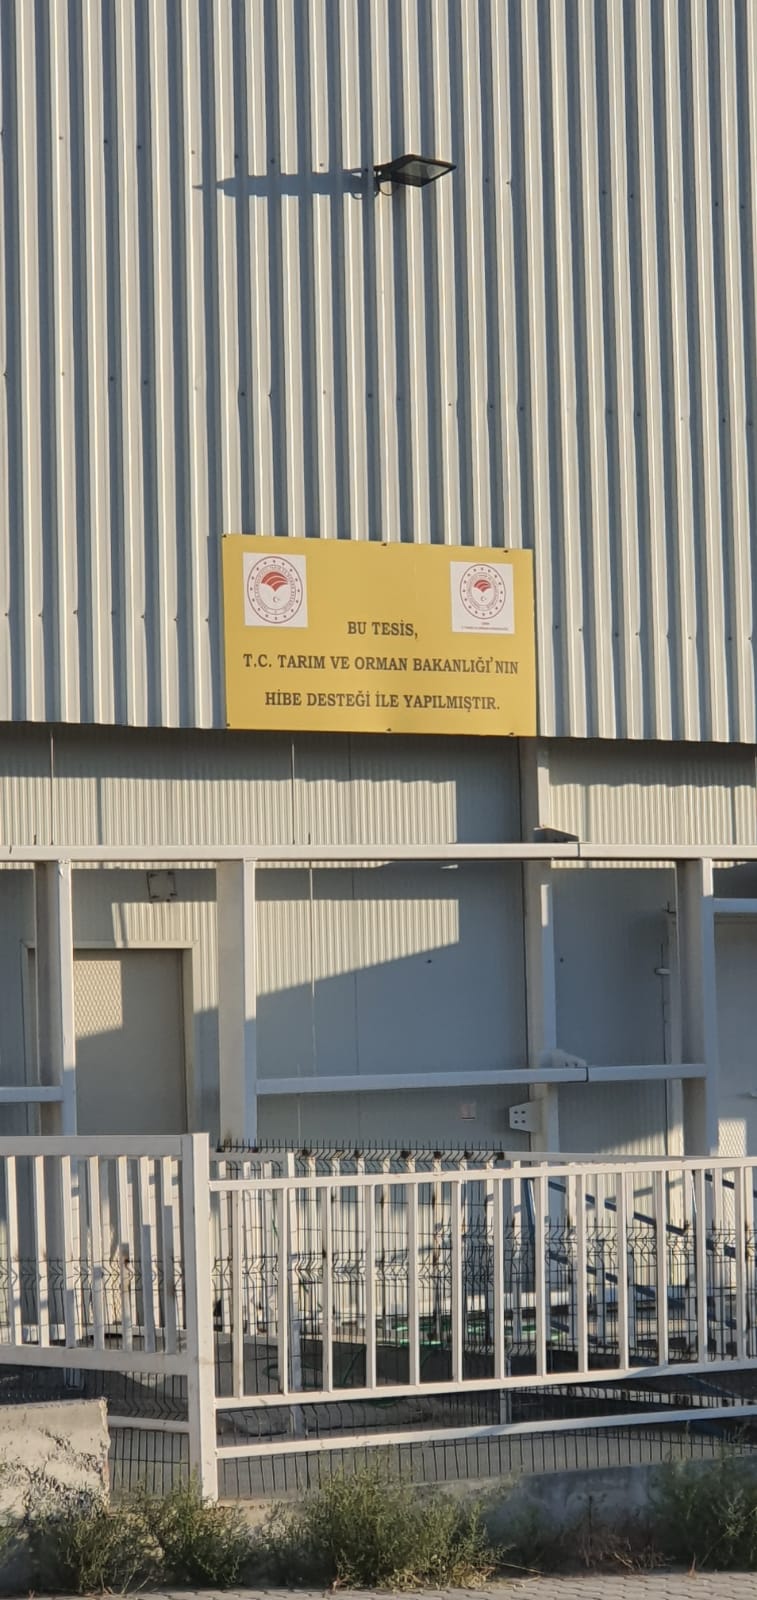 BU TESİS,
T.C. TARIM VE ORMAN BAKANLIĞI'NIN
HİBE DESTEĞİ İLE YAPILMIŞTIR.